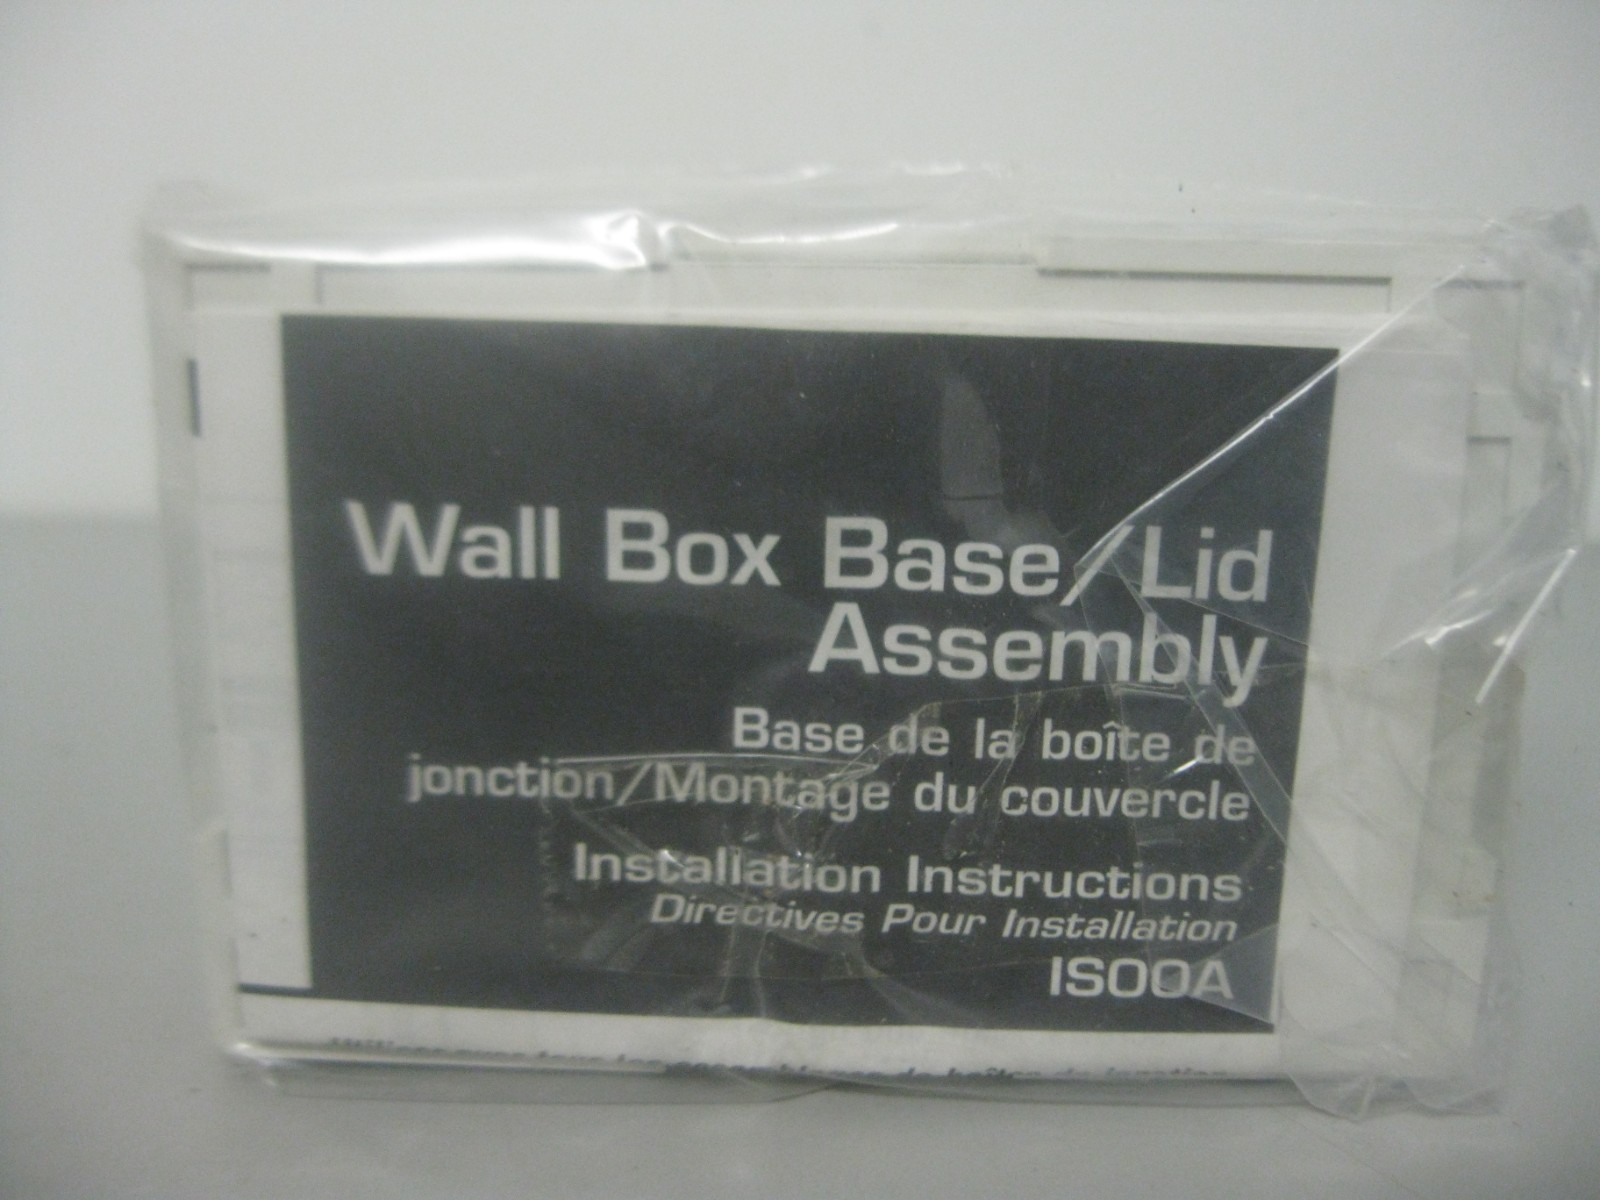 Wall Box Base/Lid
Assembly
Base de la boîte de
jonction/Montage du couvercle
Installation Instructions
Directives Pour Installation
IS00A